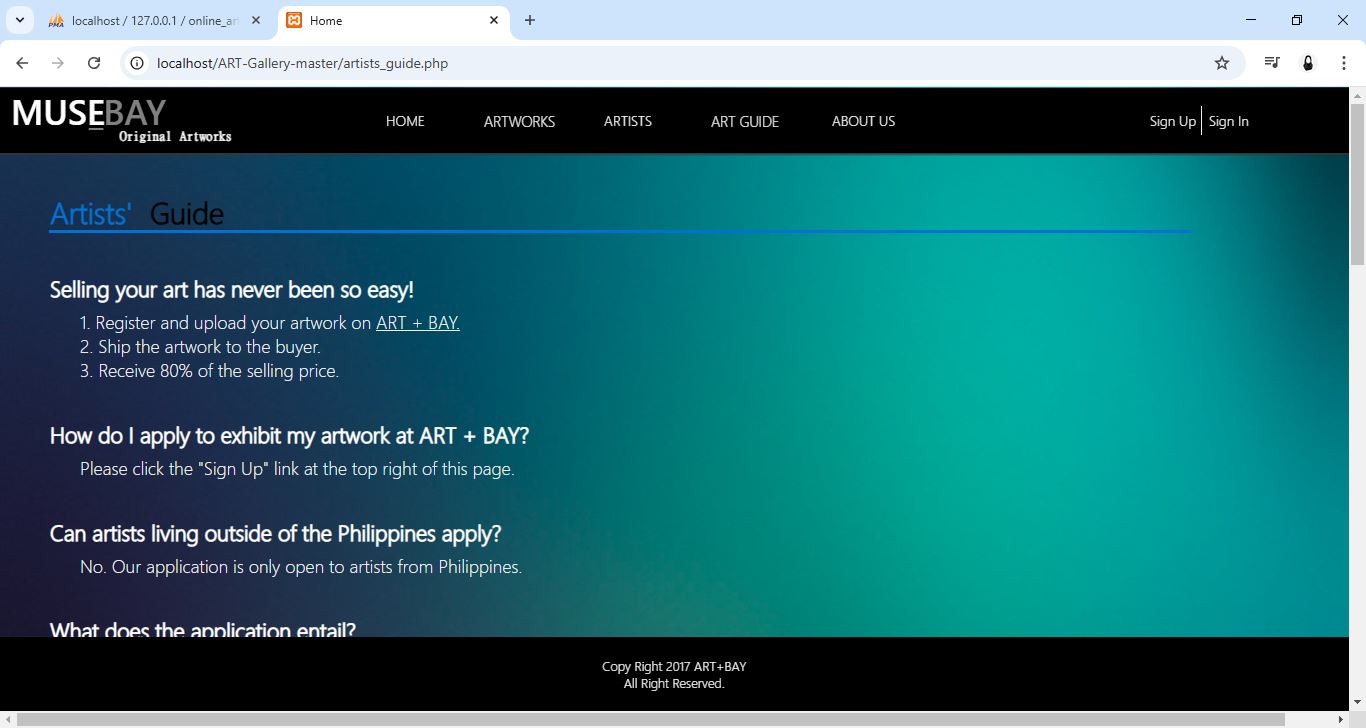 localhost / 127.0.0.1 / online_ar
Home
localhost/ART-Gallery-master/artists_guide.php
MUSEBAY
Original Artworks
HOME ARTWORKS ARTISTS ART GUIDE ABOUT US Sign Up Sign In
Artists' Guide
Selling your art has never been so easy!
1. Register and upload your artwork on ART + BAY.
2. Ship the artwork to the buyer.
3. Receive 80% of the selling price.
How do I apply to exhibit my artwork at ART + BAY?
Please click the "Sign Up" link at the top right of this page.
Can artists living outside of the Philippines apply?
No. Our application is only open to artists from Philippines.
What does the application entail?
Copy Right 2017 ART+BAY
All Right Reserved.